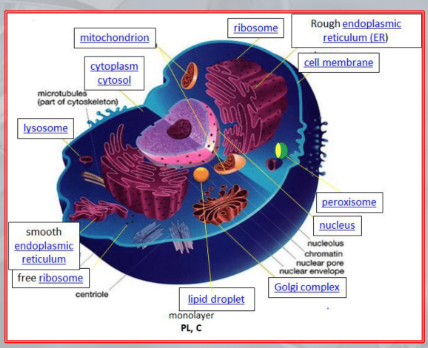 ribosome
Rough endoplasmic
reticulum (ER)
mitochondrion
cell membrane
cytoplasm
cytosol
microtubules
(part of cytoskeleton)
lysosome
peroxisome
nucleus
smooth
endoplasmic
reticulum
nucleolus
chromatin
nuclear pore
nuclear envelope
free ribosome
Golgi complex
centriole
lipid droplet
monolayer
PL, C